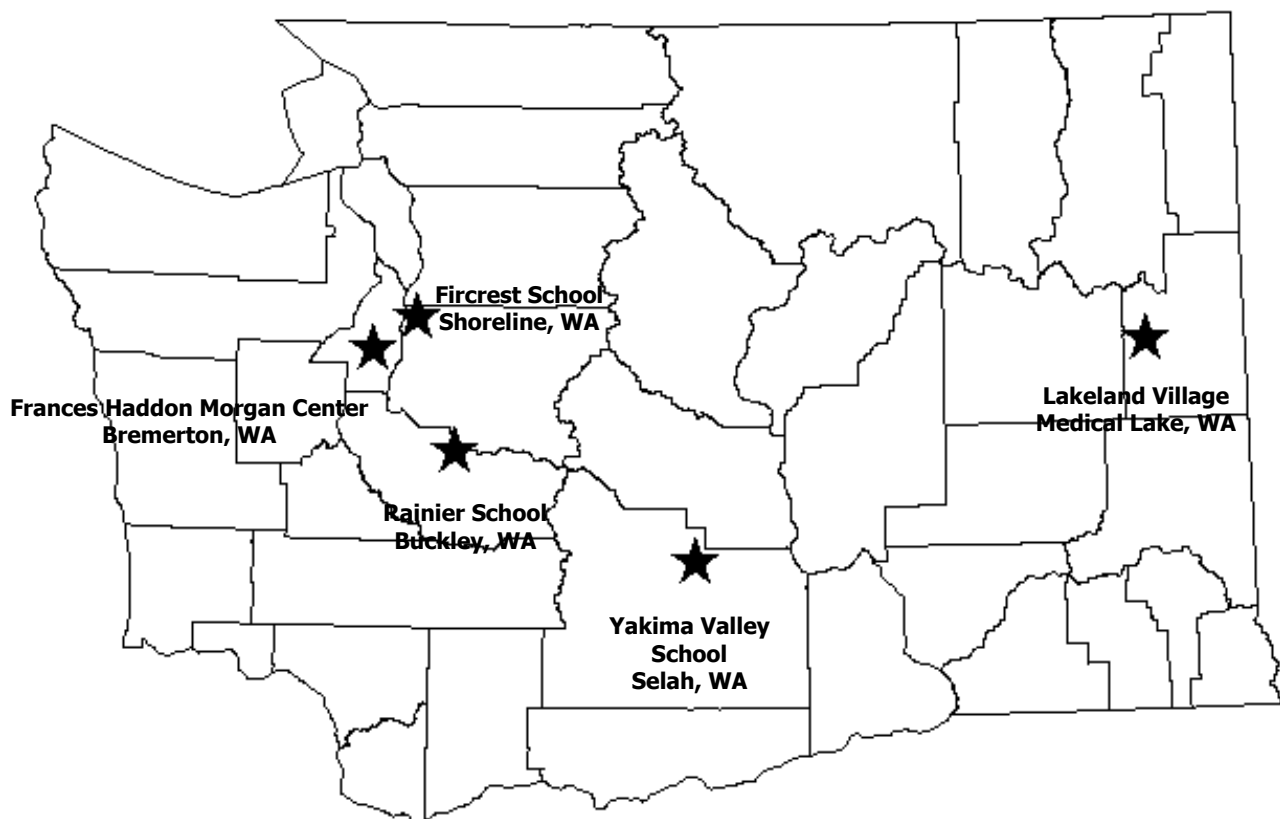 Fircrest School
Shoreline, WA
Frances Haddon Morgan Center
Bremerton, WA
Lakeland Village
Medical Lake, WA
Rainier School
Buckley, WA
Yakima Valley
School
Selah, WA